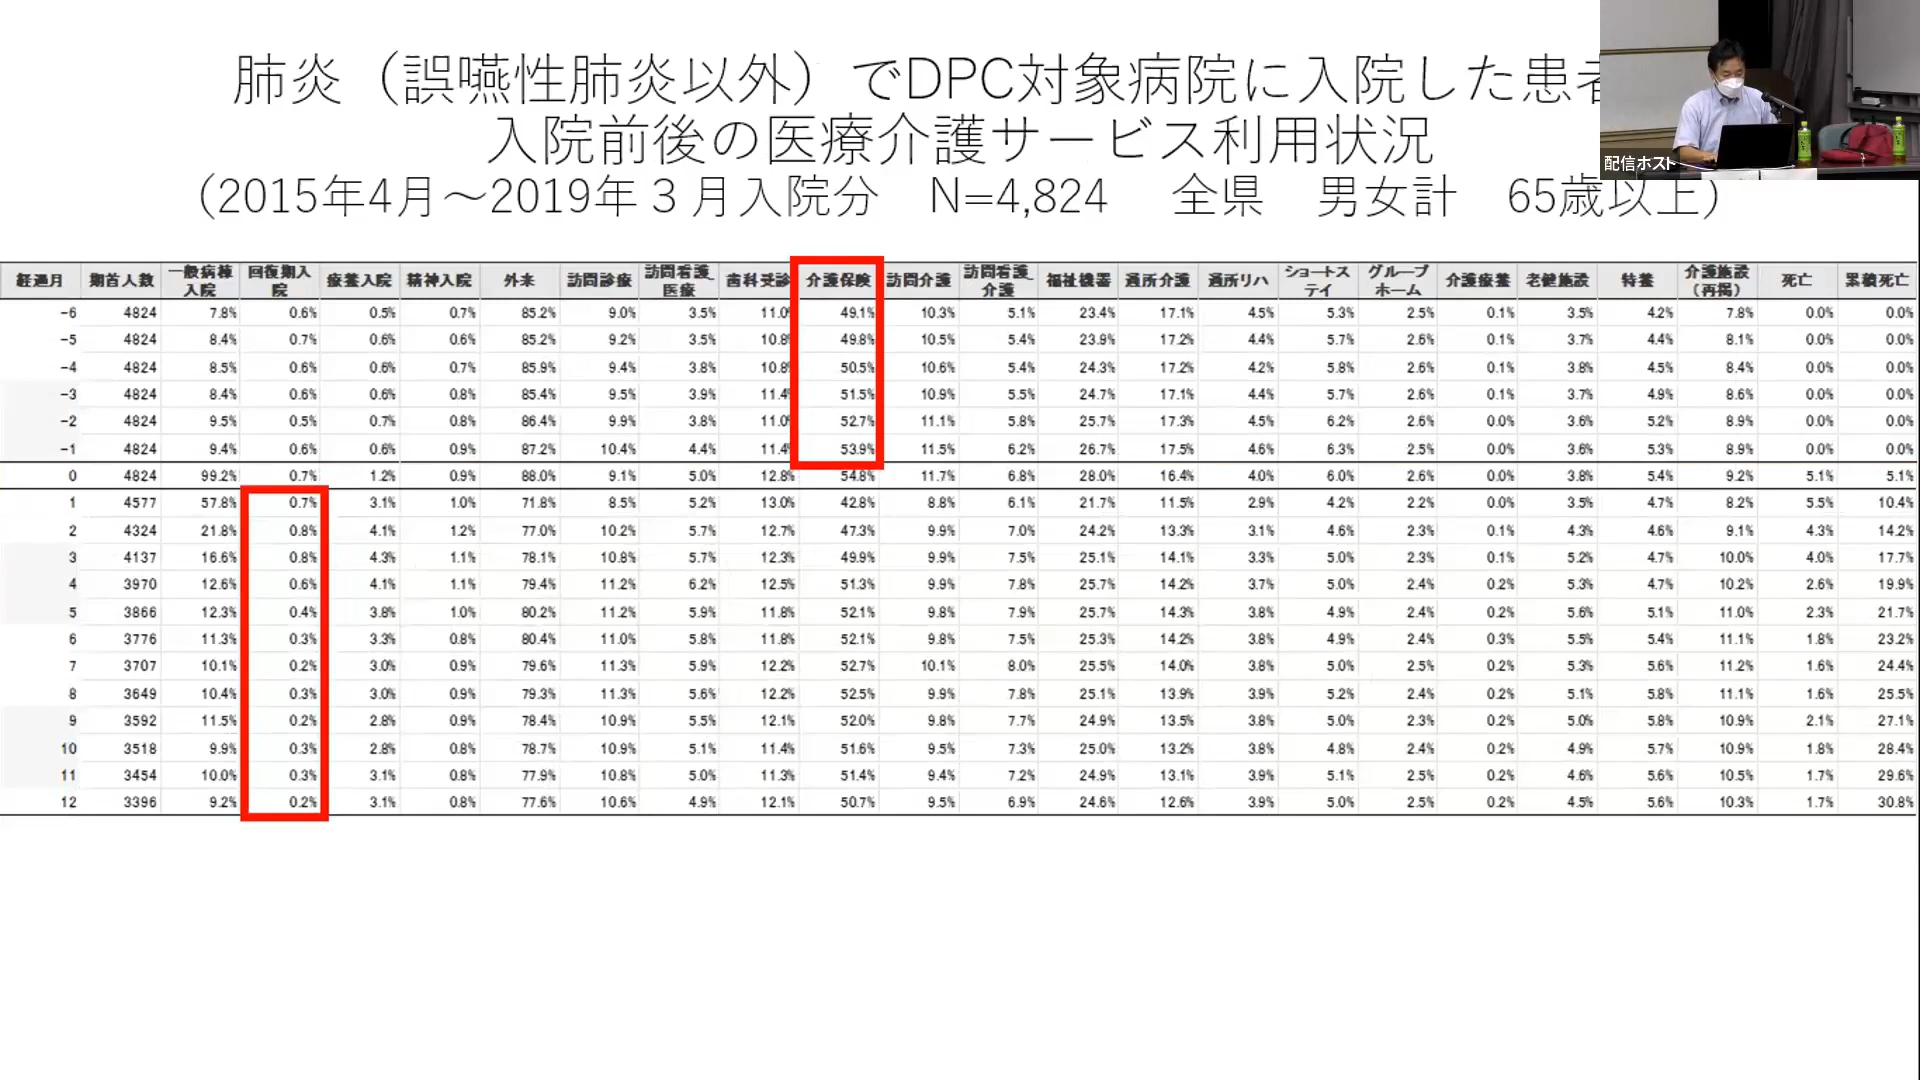 肺炎（誤嚥性肺炎以外）でDPC対象病院に入院した患者
入院前後の医療介護サービス利用状況
（2015年4月～2019年３月入院分　N=4,824　全県　男女計　65歳以上）
配信ホスト
経過月 期首人数 一般病棟入院 回復期入院 療養入院 精神入院 外来 訪問診療 訪問看護_医療 歯科受診 介護保険 訪問介護 訪問看護_介護 福祉機器 通所介護 通所リハ ショートステイ グループホーム 介護療養 老健施設 特養 介護施設（再掲） 死亡 累積死亡
-6 4824 7.8% 0.6% 0.5% 0.7% 85.2% 9.0% 3.5% 11.0% 49.1% 10.3% 5.1% 23.4% 17.1% 4.5% 5.3% 2.5% 0.1% 3.5% 4.2% 7.8% 0.0% 0.0%
-5 4824 8.4% 0.7% 0.6% 0.6% 85.2% 9.2% 3.5% 10.8% 49.8% 10.5% 5.4% 23.9% 17.2% 4.4% 5.7% 2.6% 0.1% 3.7% 4.4% 8.1% 0.0% 0.0%
-4 4824 8.5% 0.6% 0.6% 0.7% 85.9% 9.4% 3.8% 10.8% 50.5% 10.6% 5.4% 24.3% 17.2% 4.2% 5.8% 2.6% 0.1% 3.8% 4.5% 8.4% 0.0% 0.0%
-3 4824 8.4% 0.6% 0.6% 0.8% 85.4% 9.5% 3.9% 11.4% 51.5% 10.9% 5.5% 24.7% 17.1% 4.4% 5.7% 2.6% 0.1% 3.7% 4.9% 8.6% 0.0% 0.0%
-2 4824 9.5% 0.5% 0.7% 0.8% 86.4% 9.9% 3.8% 11.0% 52.7% 11.1% 5.8% 25.7% 17.3% 4.5% 6.2% 2.6% 0.0% 3.6% 5.2% 8.9% 0.0% 0.0%
-1 4824 9.4% 0.6% 0.6% 0.9% 87.2% 10.4% 4.4% 11.4% 53.9% 11.5% 6.2% 26.7% 17.5% 4.6% 6.3% 2.5% 0.0% 3.6% 5.3% 8.9% 0.0% 0.0%
0 4824 99.2% 0.7% 1.2% 0.9% 88.0% 9.1% 5.0% 12.8% 54.8% 11.7% 6.8% 28.0% 16.4% 4.0% 6.0% 2.6% 0.0% 3.8% 5.4% 9.2% 5.1% 5.1%
1 4577 57.8% 0.7% 3.1% 1.0% 71.8% 8.5% 5.2% 13.0% 42.8% 8.8% 6.1% 21.7% 11.5% 2.9% 4.2% 2.2% 0.0% 3.5% 4.7% 8.2% 5.5% 10.4%
2 4324 21.8% 0.8% 4.1% 1.2% 77.0% 10.2% 5.7% 12.7% 47.3% 9.9% 7.0% 24.2% 13.3% 3.1% 4.6% 2.3% 0.1% 4.3% 4.6% 9.1% 4.3% 14.2%
3 4137 16.6% 0.8% 4.3% 1.1% 78.1% 10.8% 5.7% 12.3% 49.9% 9.9% 7.5% 25.1% 14.1% 3.3% 5.0% 2.3% 0.1% 5.2% 4.7% 10.0% 4.0% 17.7%
4 3970 12.6% 0.6% 4.1% 1.1% 79.4% 11.2% 6.2% 12.5% 51.3% 9.9% 7.8% 25.7% 14.2% 3.7% 5.0% 2.4% 0.2% 5.3% 4.7% 10.2% 2.6% 19.9%
5 3866 12.3% 0.4% 3.8% 1.0% 80.2% 11.2% 5.9% 11.8% 52.1% 9.8% 7.9% 25.7% 14.3% 3.8% 4.9% 2.4% 0.2% 5.6% 5.1% 11.0% 2.3% 21.7%
6 3776 11.3% 0.3% 3.3% 0.8% 80.4% 11.0% 5.8% 11.8% 52.1% 9.8% 7.5% 25.3% 14.2% 3.8% 4.9% 2.4% 0.3% 5.5% 5.4% 11.1% 1.8% 23.2%
7 3707 10.1% 0.2% 3.0% 0.9% 79.6% 11.3% 5.9% 12.2% 52.7% 10.1% 8.0% 25.5% 14.0% 3.8% 5.0% 2.5% 0.2% 5.3% 5.6% 11.2% 1.6% 24.4%
8 3649 10.4% 0.3% 3.0% 0.9% 79.3% 11.3% 5.6% 12.2% 52.5% 9.9% 7.8% 25.1% 13.9% 3.9% 5.2% 2.4% 0.2% 5.1% 5.8% 11.1% 1.6% 25.5%
9 3592 11.5% 0.2% 2.8% 0.9% 78.4% 10.9% 5.5% 12.1% 52.0% 9.8% 7.7% 24.9% 13.5% 3.8% 5.0% 2.3% 0.2% 5.0% 5.8% 10.9% 2.1% 27.1%
10 3518 9.9% 0.3% 2.8% 0.8% 78.7% 10.9% 5.1% 11.4% 51.6% 9.5% 7.3% 25.0% 13.2% 3.8% 4.8% 2.4% 0.2% 4.9% 5.7% 10.9% 1.8% 28.4%
11 3454 10.0% 0.3% 3.1% 0.8% 77.9% 10.8% 5.0% 11.3% 51.4% 9.4% 7.2% 24.9% 13.1% 3.9% 5.1% 2.5% 0.2% 4.6% 5.6% 10.5% 1.7% 29.6%
12 3396 9.2% 0.2% 3.1% 0.8% 77.6% 10.6% 4.9% 12.1% 50.7% 9.5% 6.9% 24.6% 12.6% 3.9% 5.0% 2.5% 0.2% 4.5% 5.6% 10.3% 1.7% 30.8%